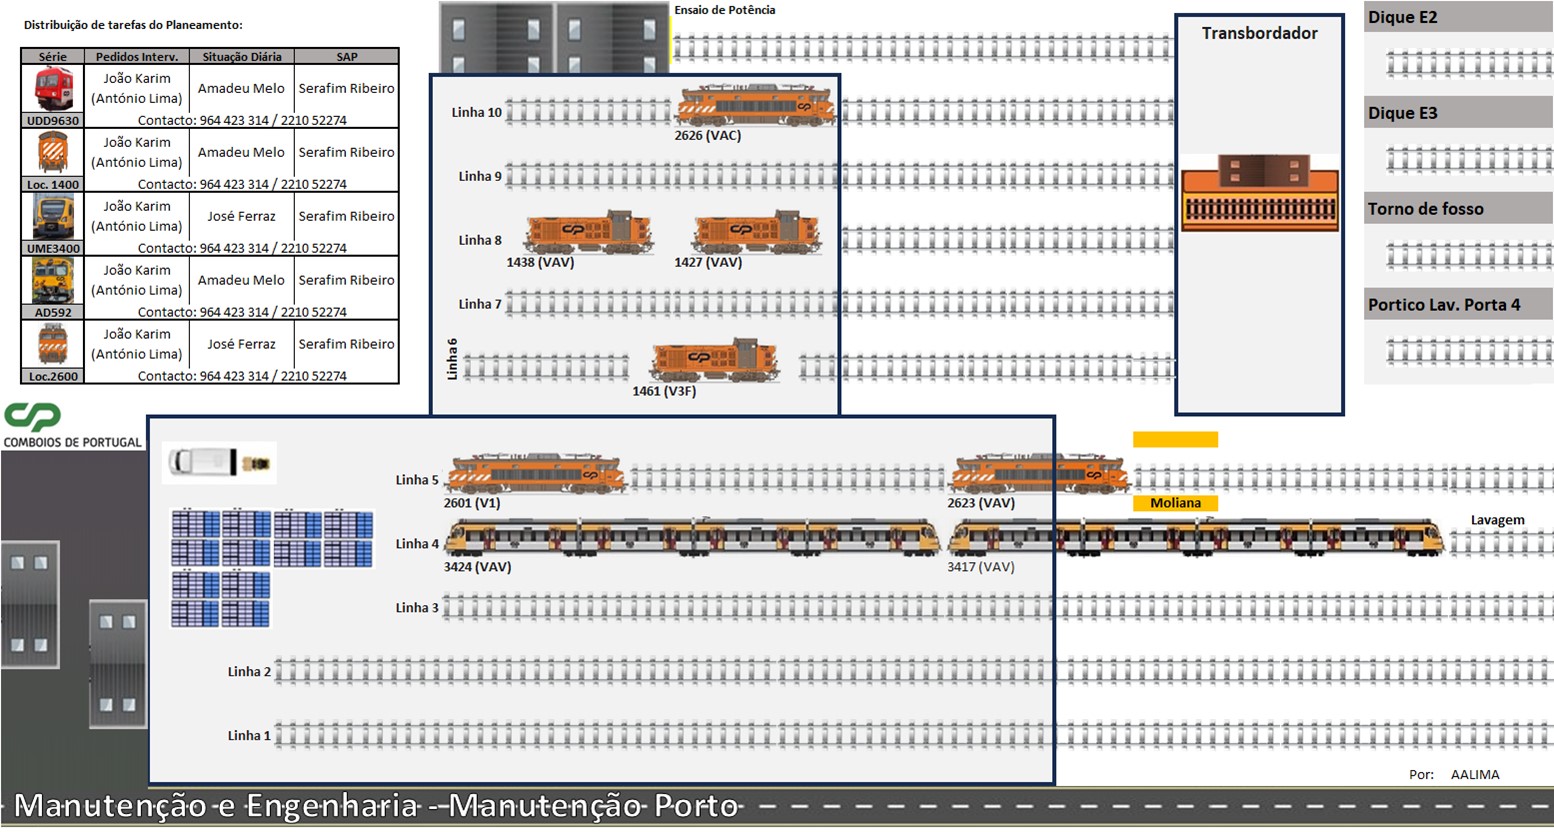 Distribuição de tarefas do Planeamento:
Série Pedidos Interv. Situação Diária SAP
João Karim
(António Lima) Amadeu Melo Serafim Ribeiro
UDD9630 Contacto: 964 423 314 / 2210 52274
João Karim
(António Lima) Amadeu Melo Serafim Ribeiro
Loc. 1400 Contacto: 964 423 314 / 2210 52274
João Karim
(António Lima) José Ferraz Serafim Ribeiro
UME3400 Contacto: 964 423 314 / 2210 52274
João Karim
(António Lima) Amadeu Melo Serafim Ribeiro
AD592 Contacto: 964 423 314 / 2210 52274
João Karim
(António Lima) José Ferraz Serafim Ribeiro
Loc.2600 Contacto: 964 423 314 / 2210 52274
CP
COMBOIOS DE PORTUGAL
Ensaio de Potência
Linha 10
2626 (VAC)
Linha 9
Linha 8
1438 (VAV) 1427 (VAV)
Linha 7
Linha 6
1461 (V3F)
Transbordador
Dique E2
Dique E3
Torno de fosso
Portico Lav. Porta 4
Linha 5
2601 (V1) 2623 (VAV) Moliana
Lavagem
Linha 4
3424 (VAV) 3417 (VAV)
Linha 3
Linha 2
Linha 1
Por: AALIMA
Manutenção e Engenharia - Manutenção Porto